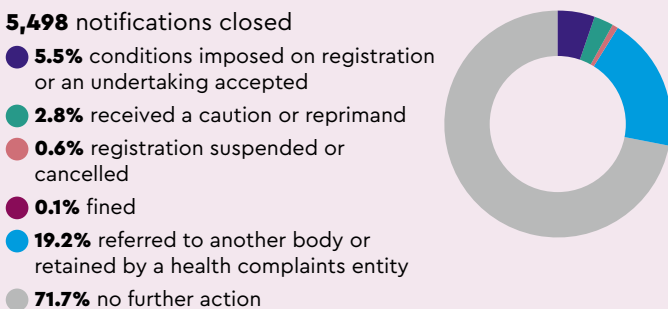 5,498 notifications closed
5.5% conditions imposed on registration
or an undertaking accepted
2.8% received a caution or reprimand
0.6% registration suspended or
cancelled
0.1% fined
19.2% referred to another body or
retained by a health complaints entity
71.7% no further action